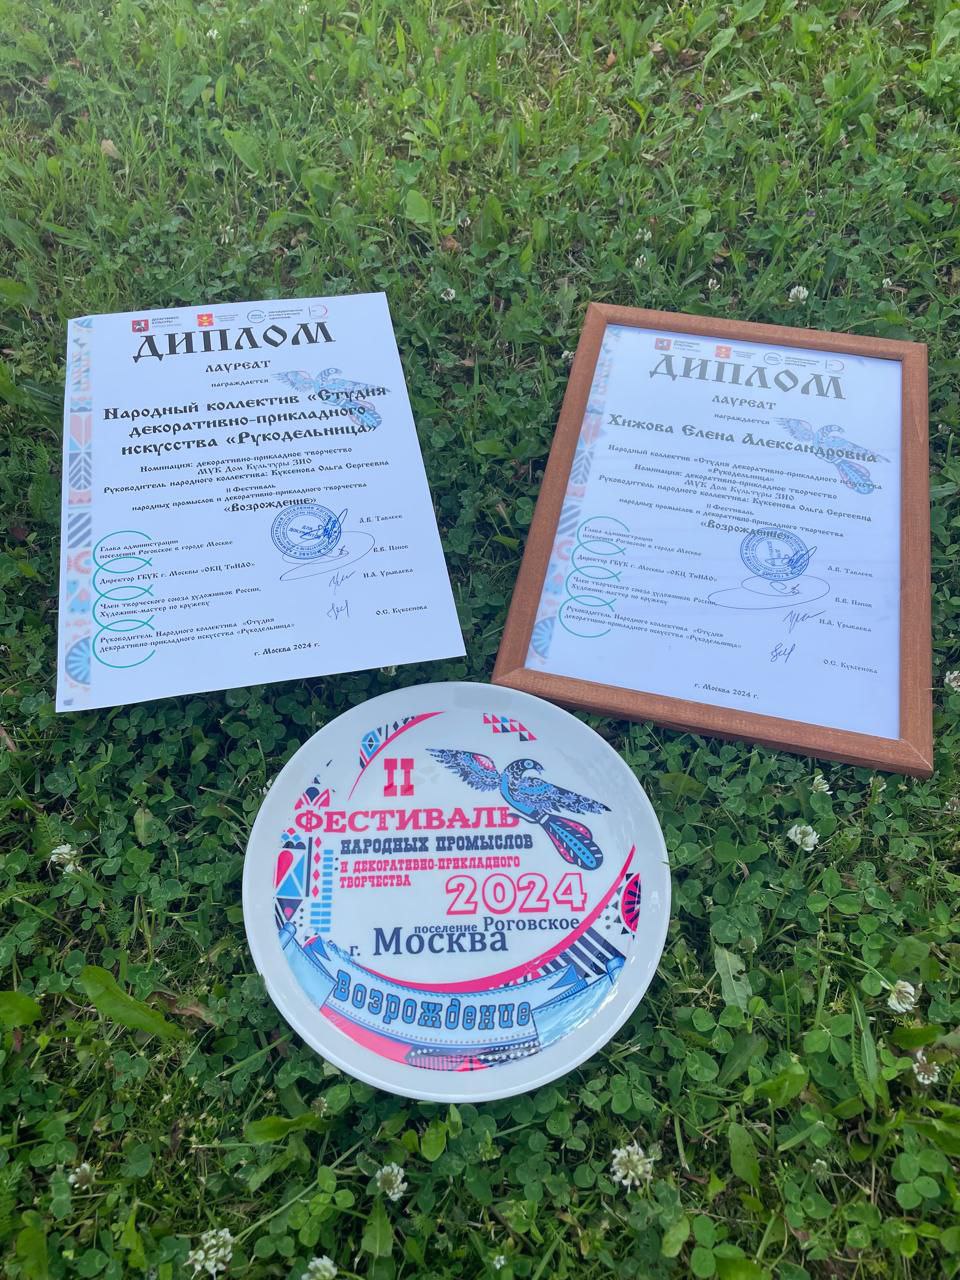 ДИПЛОМ
ЛАУРЕАТ
награждается
Народный коллектив «Студия
декоративно-прикладного
искусства «Рукодельница»
Номинация: декоративно-прикладное творчество
МУК Дом Культуры ЗИО
Руководитель народного коллектива: Куксенова Ольга Сергеевна
II Фестиваль
народных промыслов и декоративно-прикладного творчества
«Возрождение»
Глава администрации
поселения Роговское в городе Москве
А.В. Тавлеев
Директор ГБУК г. Москвы «ОКЦ ТиНАО»
В.В. Попов
Член творческого союза художников России,
Художник-мастер по кружеву
Н.А. Урываева
Руководитель Народного коллектива «Студия
декоративно-прикладного искусства «Рукодельница»
О.С. Куксенова
г. Москва 2024 г.
ДИПЛОМ
ЛАУРЕАТ
награждается
Хижова Елена Александровна
Народный коллектив «Студия декоративно-прикладного искусства
«Рукодельница»
Номинация: декоративно-прикладное творчество
МУК Дом Культуры ЗИО
Руководитель народного коллектива: Куксенова Ольга Сергеевна
II Фестиваль
народных промыслов и декоративно-прикладного творчества
«Возрождение»
Глава администрации
поселения Роговское в городе Москве
А.В. Тавлеев
Директор ГБУК г. Москвы «ОКЦ ТиНАО»
В.В. Попов
Член творческого союза художников России,
Художник-мастер по кружеву
Н.А. Урываева
Руководитель Народного коллектива «Студия
декоративно-прикладного искусства «Рукодельница»
О.С. Куксенова
г. Москва 2024 г.
II
ФЕСТИВАЛЬ
НАРОДНЫХ ПРОМЫСЛОВ
И ДЕКОРАТИВНО-ПРИКЛАДНОГО
ТВОРЧЕСТВА
2024
поселение Роговское
г. Москва
Возрождение